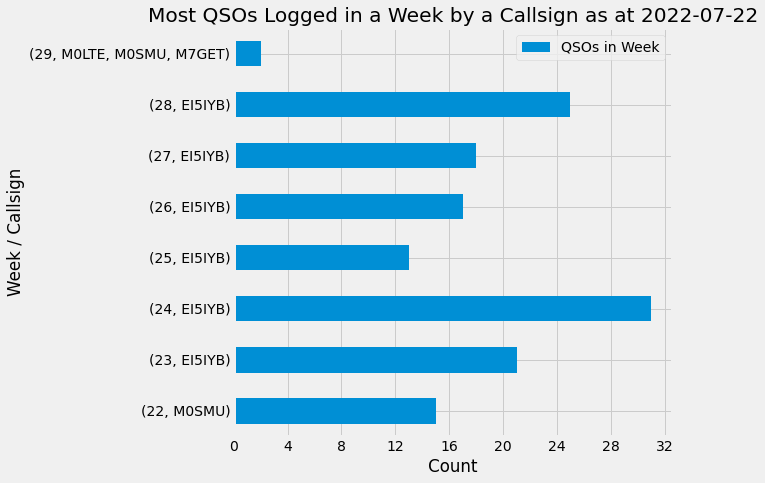 Most QSOs Logged in a Week by a Callsign as at 2022-07-22
QSOs in Week
Week / Callsign
(29, M0LTE, M0SMU, M7GET)
(28, EI5IYB)
(27, EI5IYB)
(26, EI5IYB)
(25, EI5IYB)
(24, EI5IYB)
(23, EI5IYB)
(22, M0SMU)
0 4 8 12 16 20 24 28 32
Count